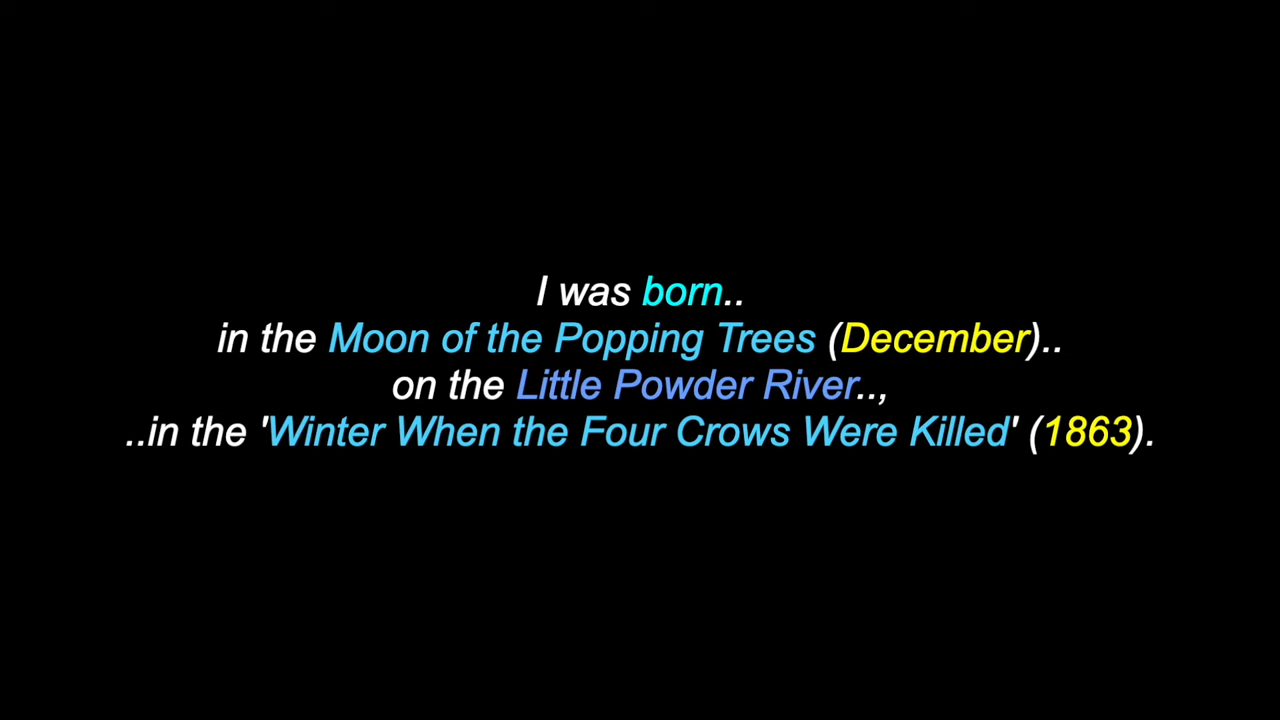 I was born..
in the Moon of the Popping Trees (December)..
on the Little Powder River..,
..in the 'Winter When the Four Crows Were Killed' (1863).